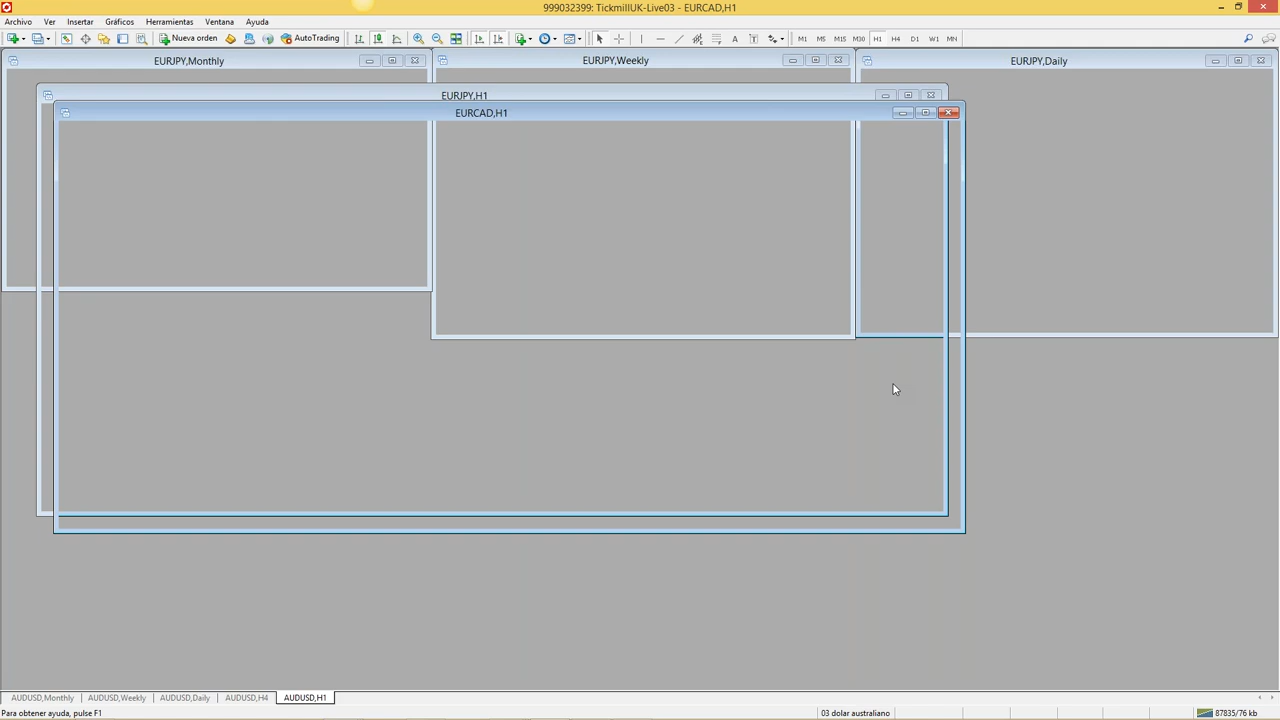 999032399: TickmillUK-Live03 - EURCAD,H1
Archivo Ver Insertar Gráficos Herramientas Ventana Ayuda
Nueva orden AutoTrading A T M1 M5 M15 M30 H1 H4 D1 W1 MN
EURJPY,Monthly EURJPY,Weekly EURJPY,Daily
EURJPY,H1
EURCAD,H1
AUDUSD,Monthly AUDUSD,Weekly AUDUSD,Daily AUDUSD,H4 AUDUSD,H1
Para obtener ayuda, pulse F1 03 dolar australiano 87835/76 kb